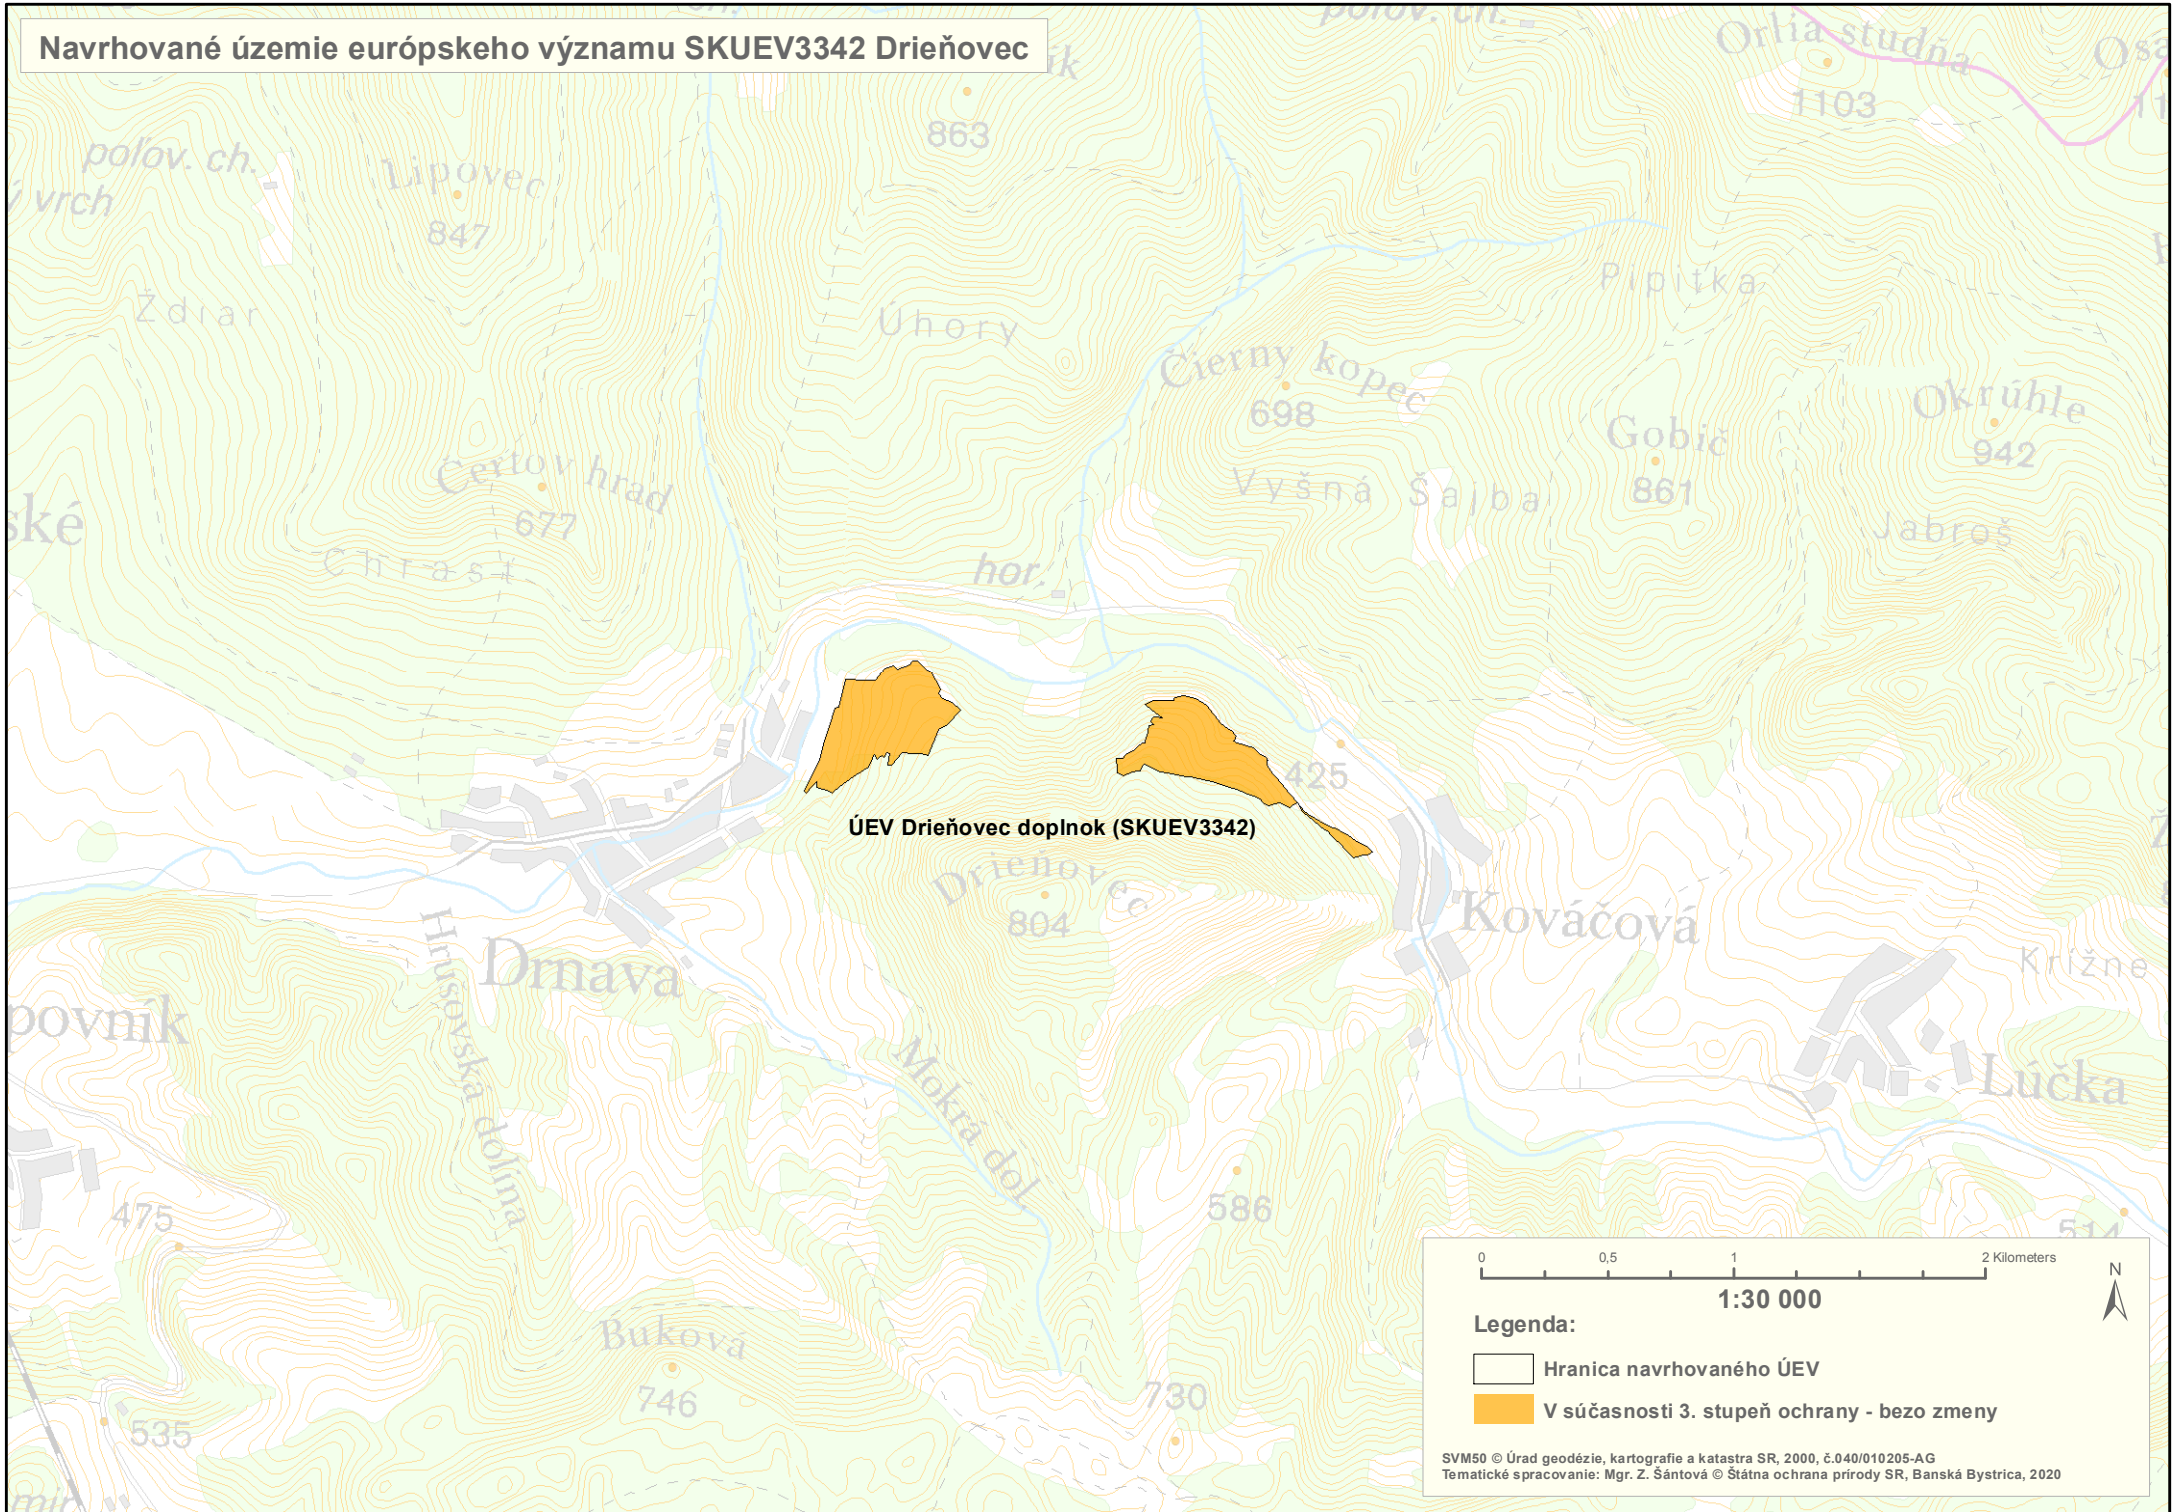 Navrhované územie európskeho významu SKUEV3342 Drieňovec
poľov. ch.
Orlia studňa
1103
863
poľov. ch.
Lipovec
847
vrch
Ždiar
Úhory
Pipitka
Čierny kopec
698
Okrúhle
942
Gobič
861
Čertov hrad
677
Vyšná Šajba
Jabroš
ské
Chrasť
hor.
425
ÚEV Drieňovec doplnok (SKUEV3342)
Drieňovec
804
Kováčová
Drnava
Hrušovská dolina
Krížne
povník
Mokrá dol.
Lúčka
475
586
514
Buková
746
730
535
0 0,5 1 2 Kilometers
1:30 000
N
Legenda:
Hranica navrhovaného ÚEV
V súčasnosti 3. stupeň ochrany - bezo zmeny
SVM50 © Úrad geodézie, kartografie a katastra SR, 2000, č.040/010205-AG
Tematické spracovanie: Mgr. Z. Šántová © Štátna ochrana prírody SR, Banská Bystrica, 2020